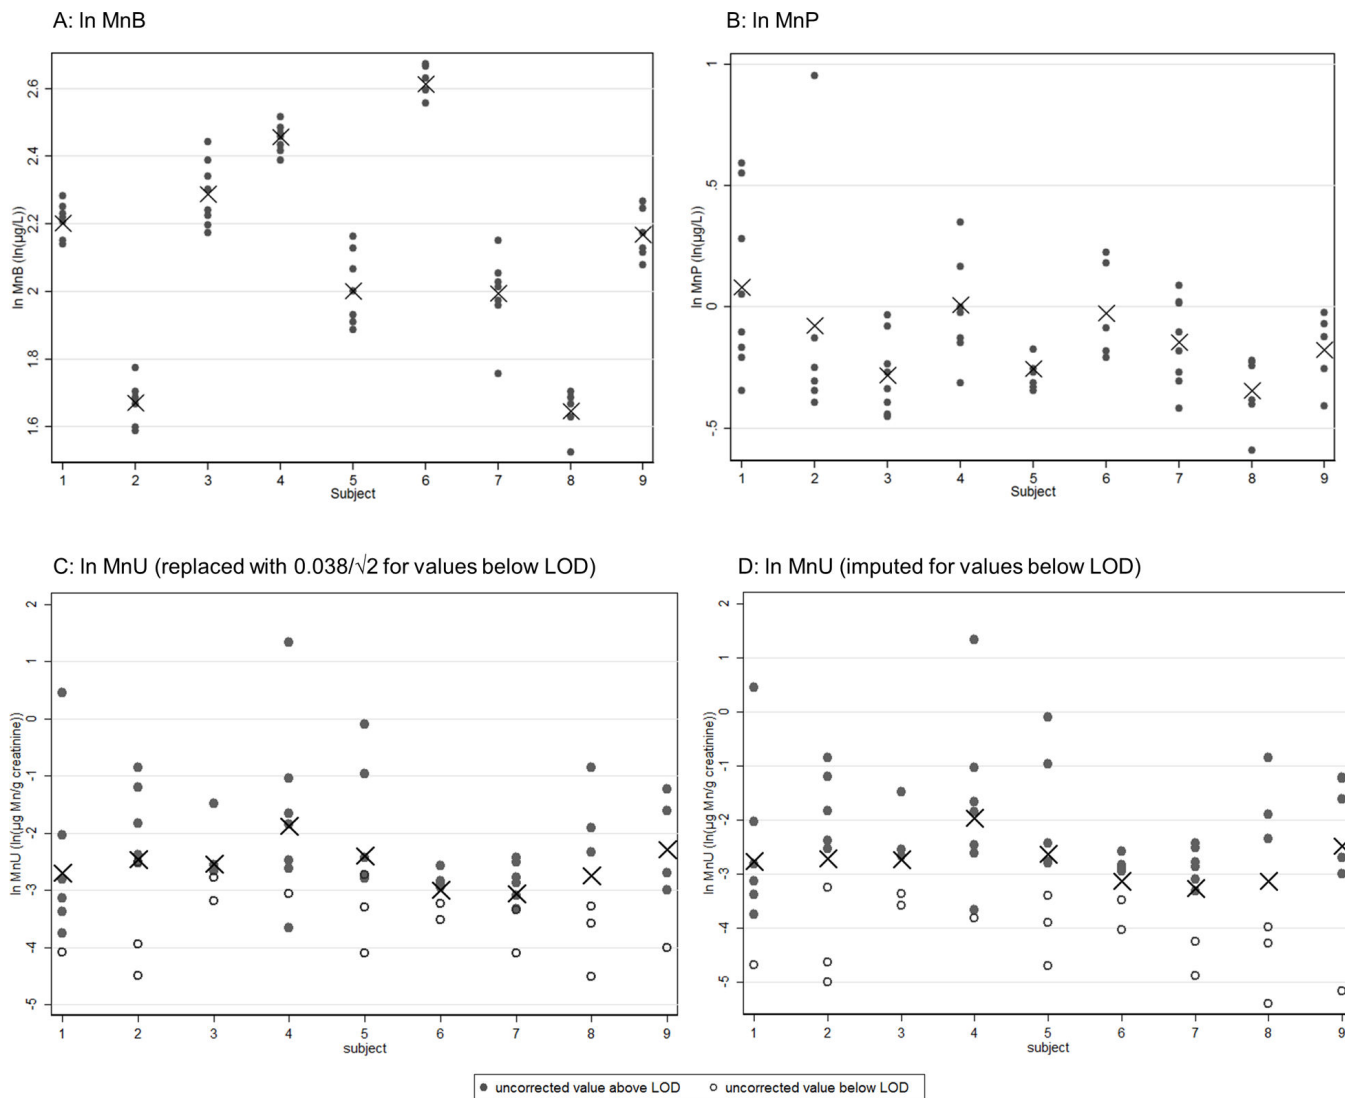 A: ln MnB
B: ln MnP
ln MnB (ln(µg/L))
2.6
2.4
2.2
2
1.8
1.6
1 2 3 4 5 6 7 8 9
Subject
ln MnP (ln(µg/L))
1
.5
0
-.5
1 2 3 4 5 6 7 8 9
Subject
C: ln MnU (replaced with 0.038/√2 for values below LOD)
D: ln MnU (imputed for values below LOD)
ln MnU (ln(µg Mn/g creatinine))
2
1
0
-1
-2
-3
-4
-5
1 2 3 4 5 6 7 8 9
subject
ln MnU (ln(µg Mn/g creatinine))
2
1
0
-1
-2
-3
-4
-5
1 2 3 4 5 6 7 8 9
subject
uncorrected value above LOD
uncorrected value below LOD